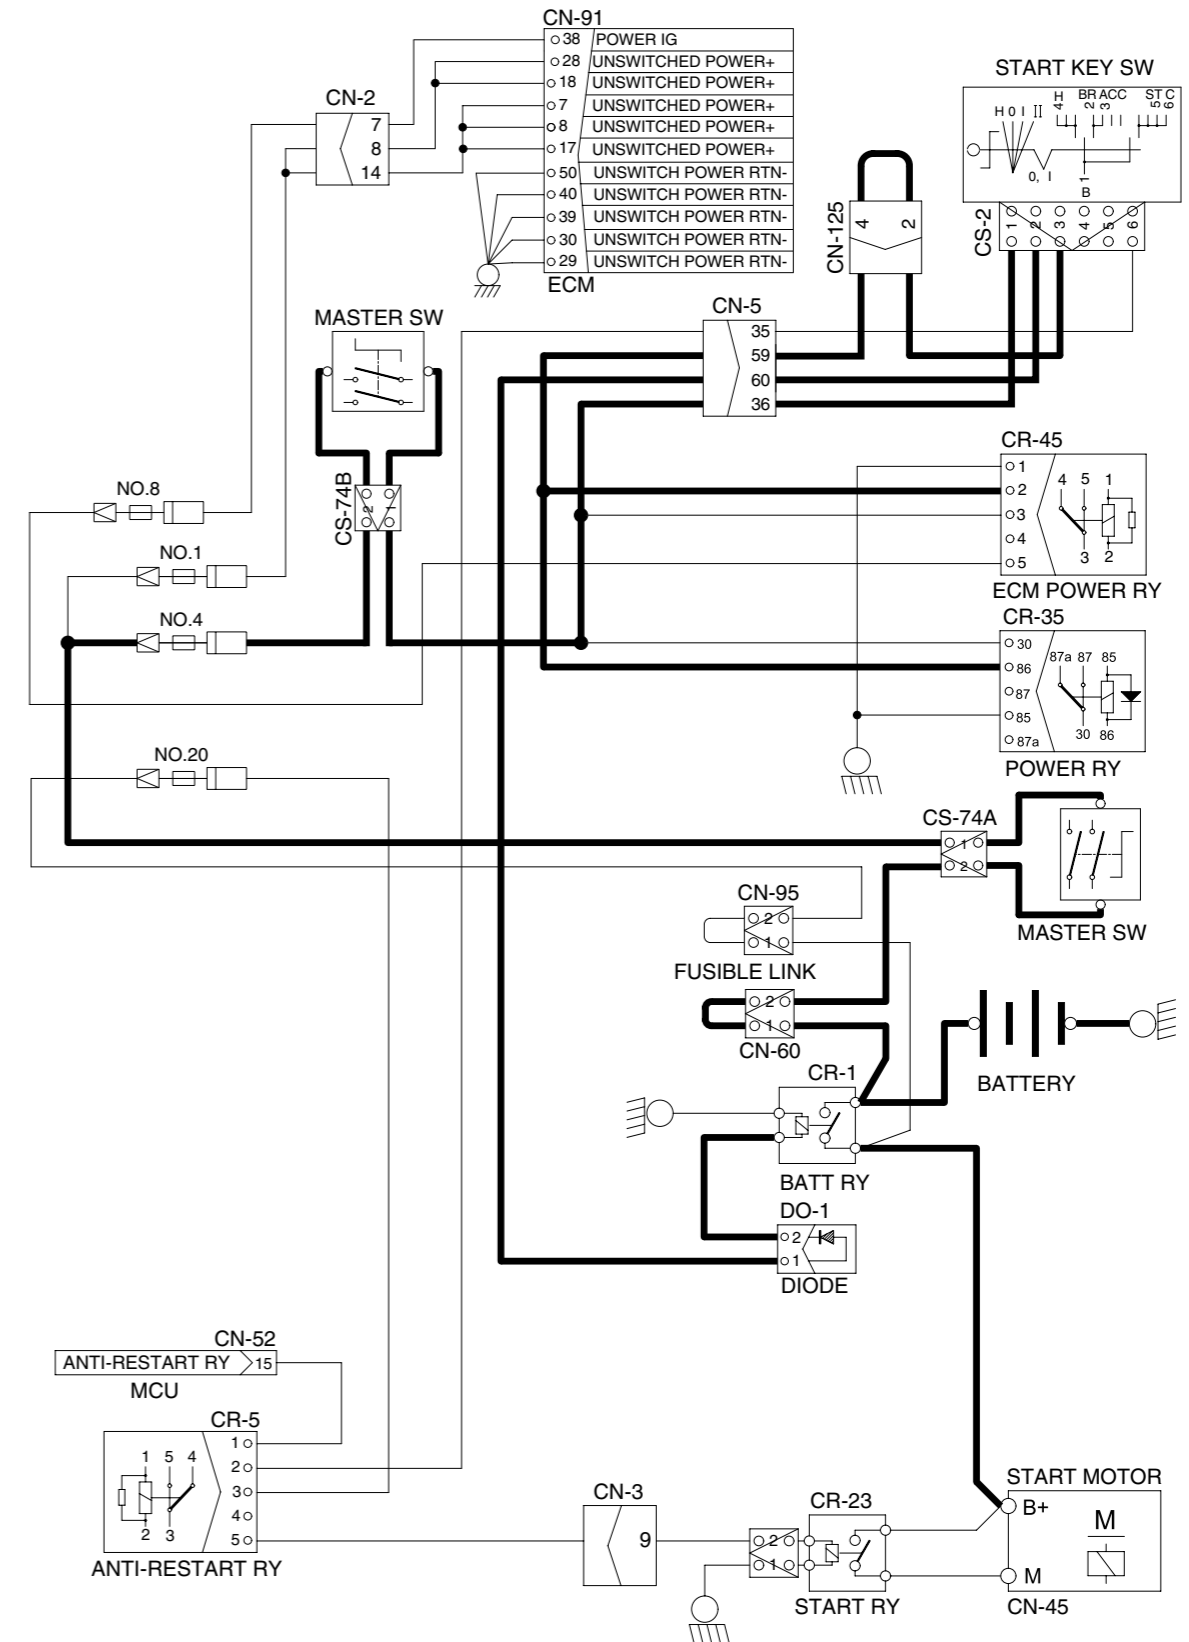 CN-91
38 POWER IG
28 UNSWITCHED POWER+
18 UNSWITCHED POWER+
7 UNSWITCHED POWER+
8 UNSWITCHED POWER+
17 UNSWITCHED POWER+
50 UNSWITCH POWER RTN-
40 UNSWITCH POWER RTN-
39 UNSWITCH POWER RTN-
30 UNSWITCH POWER RTN-
29 UNSWITCH POWER RTN-
ECM
CN-2
7
8
14
START KEY SW
H 0 I II
H BR ACC ST C
4 2 3 5 6
0, I
1
B
CS-2
1 2 3 4 5 6
CN-125
4 2
CN-5
35
59
60
36
MASTER SW
CS-74B
2 1
NO.8
NO.1
NO.4
NO.20
CR-45
1
2
3
4
5
4 5 1
3 2
ECM POWER RY
CR-35
30
86
87
85
87a
87a 87 85
30 86
POWER RY
CS-74A
1
2
MASTER SW
CN-95
2
1
FUSIBLE LINK
2
1
CN-60
BATTERY
CR-1
BATT RY
DO-1
2
1
DIODE
CN-52
ANTI-RESTART RY 15
MCU
CR-5
1
2
3
4
5
1 5 4
2 3
ANTI-RESTART RY
CN-3
9
2
1
CR-23
START RY
START MOTOR
B+
M
M
CN-45